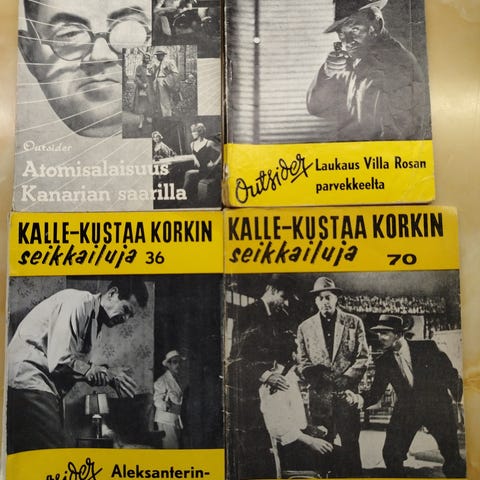 Outsider
Atomisalaisuus
Kanarian saarilla
Outsider
Laukaus Villa Rosan
parvekkeelta
KALLE-KUSTAA KORKIN
seikkailuja 36
KALLE-KUSTAA KORKIN
seikkailuja 70
Aleksanterin-